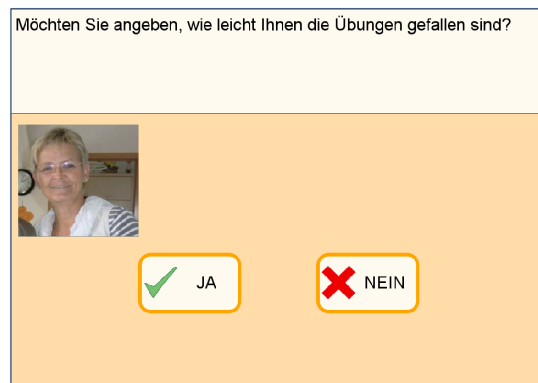 Möchten Sie angeben, wie leicht Ihnen die Übungen gefallen sind?
JA
NEIN